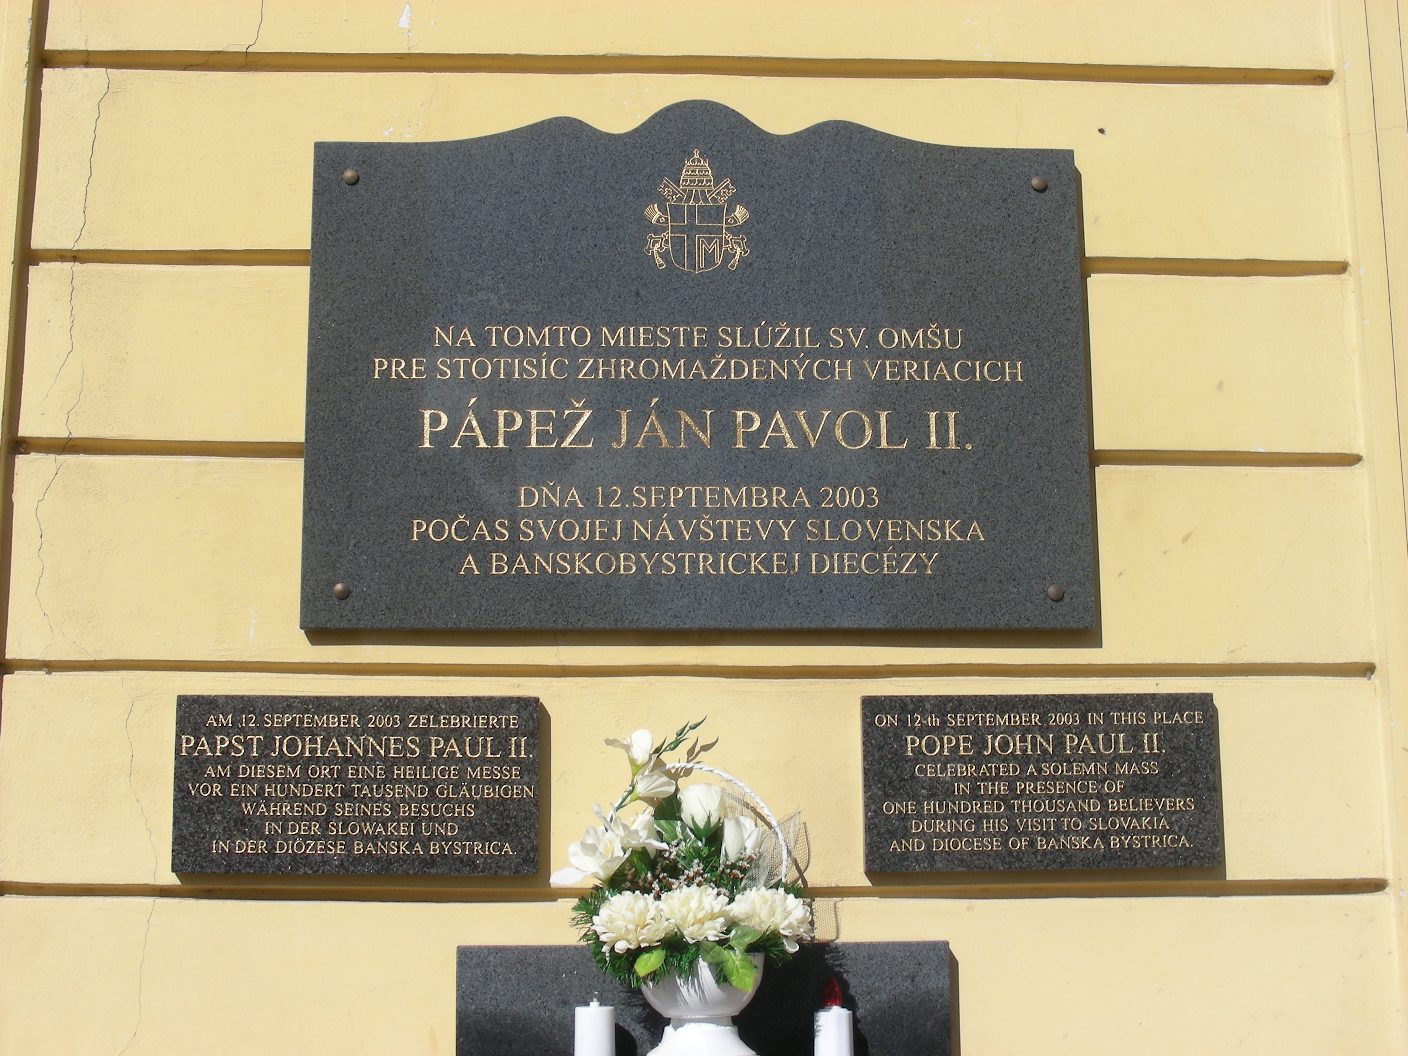 M
NA TOMTO MIESTE SLÚŽIL SV. OMŠU
PRE STOTISÍC ZHROMAŽDENÝCH VERIACICH
PÁPEŽ JÁN PAVOL II.
DŇA 12.SEPTEMBRA 2003
POČAS SVOJEJ NÁVŠTEVY SLOVENSKA
A BANSKOBYSTRICKEJ DIECÉZY
AM 12.SEPTEMBER 2003 ZELEBRIERTE
PAPST JOHANNES PAUL II.
AM DIESEM ORT EINE HEILIGE MESSE
VOR EIN HUNDERT TAUSEND GLÄUBIGEN
WÄHREND SEINES BESUCHS
IN DER SLOWAKEI UND
IN DER DIÖZESE BANSKA BYSTRICA.
ON 12-th SEPTEMBER 2003 IN THIS PLACE
POPE JOHN PAUL II.
CELEBRATED A SOLEMN MASS
IN THE PRESENCE OF
ONE HUNDRED THOUSAND BELIEVERS
DURING HIS VISIT TO SLOVAKIA
AND DIOCESE OF BANSKA BYSTRICA.